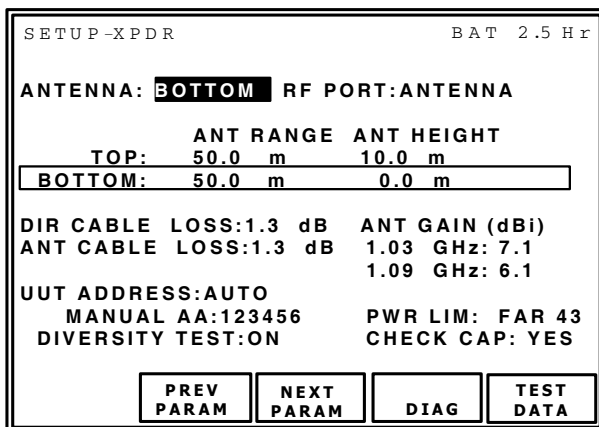 SETUP-XPDR BAT 2.5 Hr
ANTENNA: BOTTOM RF PORT:ANTENNA
ANT RANGE ANT HEIGHT
TOP: 50.0 m 10.0 m
BOTTOM: 50.0 m 0.0 m
DIR CABLE LOSS:1.3 dB ANT GAIN (dBi)
ANT CABLE LOSS:1.3 dB 1.03 GHz: 7.1
1.09 GHz: 6.1
UUT ADDRESS:AUTO
MANUAL AA:123456 PWR LIM: FAR 43
DIVERSITY TEST:ON CHECK CAP: YES
PREV NEXT TEST
PARAM PARAM DIAG DATA